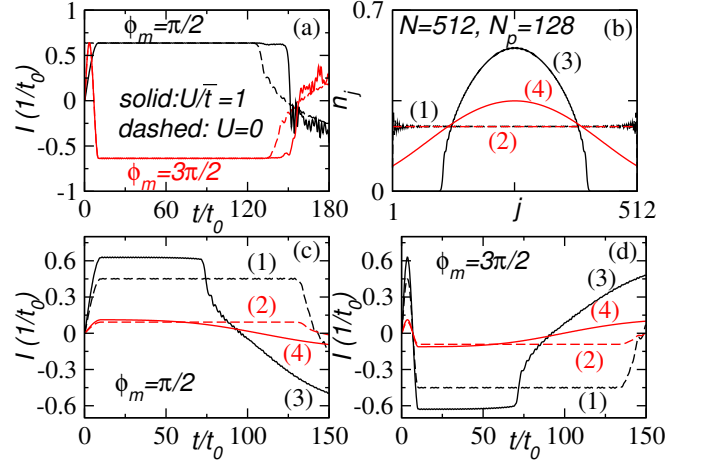 1
0.5
0
-0.5
-1
I (1/t0)
ϕm=π/2
(a)
solid:U/t̅ =1
dashed: U=0
ϕm=3π/2
0 60 120 180
t/t0
0.7
0
nj
N=512, Np=128
(b)
(3)
(4)
(1)
(2)
1 j 512
0.6
0.3
0
-0.3
-0.6
I (1/t0)
(c)
(1)
(2)
(4)
(3)
ϕm=π/2
0 50 100 150
t/t0
0.6
0.3
0
-0.3
-0.6
I (1/t0)
ϕm=3π/2
(d)
(3)
(4)
(2)
(1)
0 50 100 150
t/t0